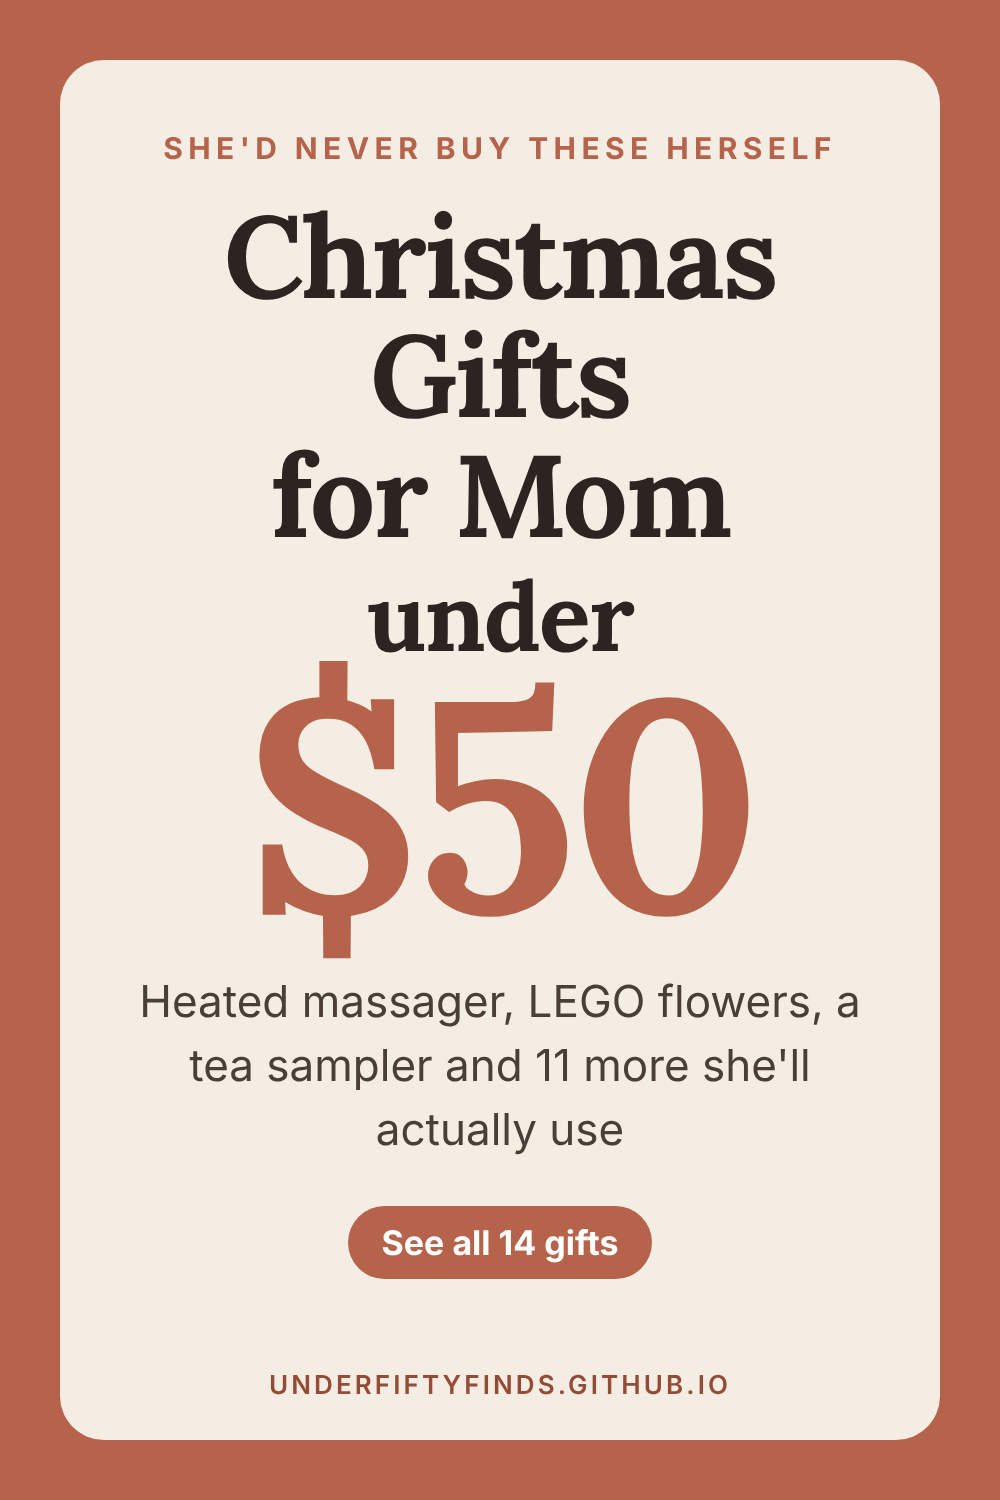 SHE'D NEVER BUY THESE HERSELF
Christmas
Gifts
for Mom
under
$50
Heated massager, LEGO flowers, a
tea sampler and 11 more she'll
actually use
See all 14 gifts
UNDERFIFTYFINDS.GITHUB.IO